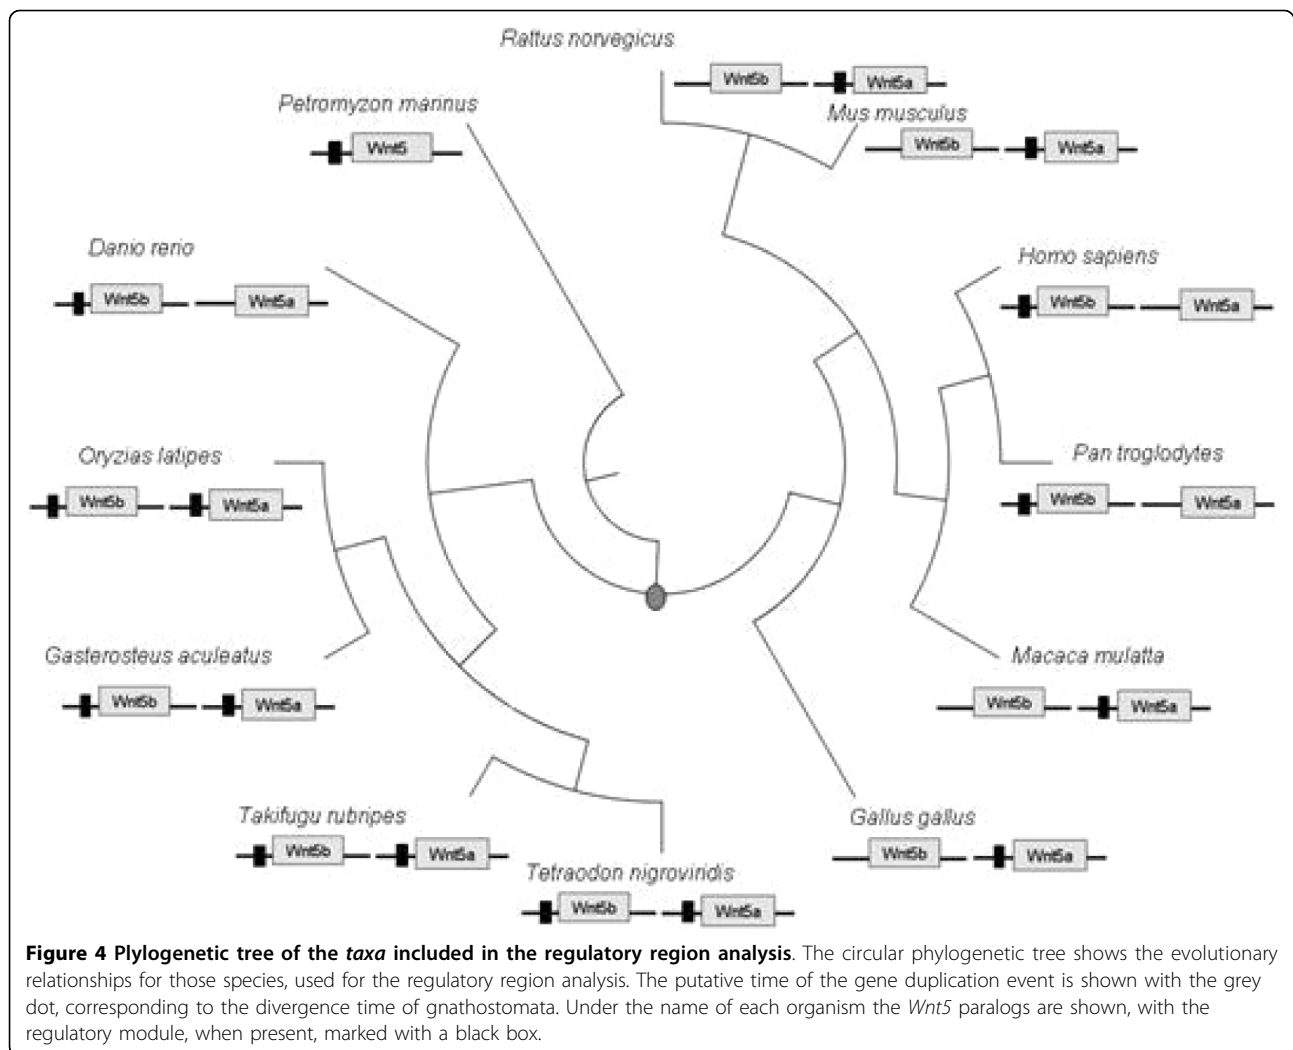 Rattus norvegicus
Wnt5b Wnt5a
Petromyzon marinus
Wnt5
Mus musculus
Wnt5b Wnt5a
Danio rerio
Wnt5b Wnt5a
Homo sapiens
Wnt5b Wnt5a
Oryzias latipes
Wnt5b Wnt5a
Pan troglodytes
Wnt5b Wnt5a
Gasterosteus aculeatus
Wnt5b Wnt5a
Macaca mulatta
Wnt5b Wnt5a
Takifugu rubripes
Wnt5b Wnt5a
Gallus gallus
Wnt5b Wnt5a
Tetraodon nigroviridis
Wnt5b Wnt5a
Figure 4 Plylogenetic tree of the taxa included in the regulatory region analysis. The circular phylogenetic tree shows the evolutionary
relationships for those species, used for the regulatory region analysis. The putative time of the gene duplication event is shown with the grey
dot, corresponding to the divergence time of gnathostomata. Under the name of each organism the Wnt5 paralogs are shown, with the
regulatory module, when present, marked with a black box.